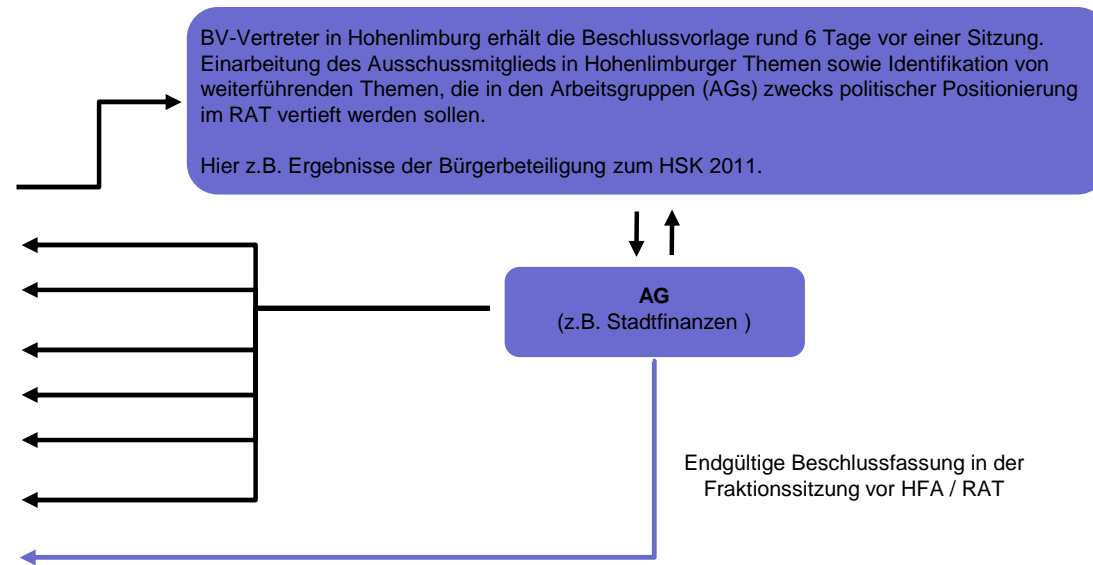 BV-Vertreter in Hohenlimburg erhält die Beschlussvorlage rund 6 Tage vor einer Sitzung.
Einarbeitung des Ausschussmitglieds in Hohenlimburger Themen sowie Identifikation von
weiterführenden Themen, die in den Arbeitsgruppen (AGs) zwecks politischer Positionierung
im RAT vertieft werden sollen.
Hier z.B. Ergebnisse der Bürgerbeteiligung zum HSK 2011.
AG
(z.B. Stadtfinanzen )
Endgültige Beschlussfassung in der
Fraktionssitzung vor HFA / RAT